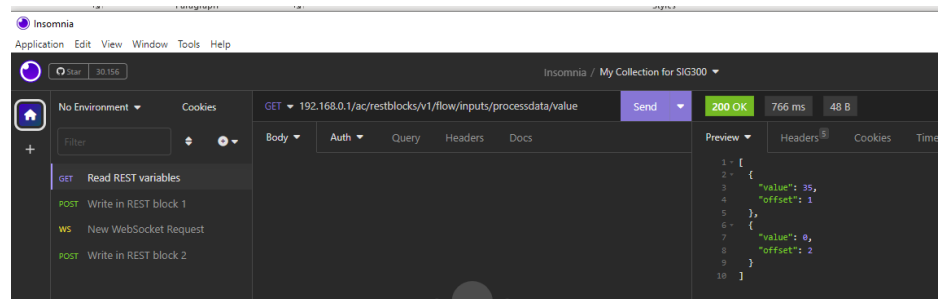 Insomnia
Application Edit View Window Tools Help
Star 30.156
Insomnia / My Collection for SIG300
No Environment Cookies
GET 192.168.0.1/ac/restblocks/v1/flow/inputs/processdata/value Send
200 OK 766 ms 48 B
Filter
Body Auth Query Headers Docs
Preview Headers 5 Cookies Time
GET Read REST variables
POST Write in REST block 1
WS New WebSocket Request
POST Write in REST block 2
1 [
2 {
3 "value": 35,
4 "offset": 1
5 },
6 {
7 "value": 0,
8 "offset": 2
9 }
10 ]